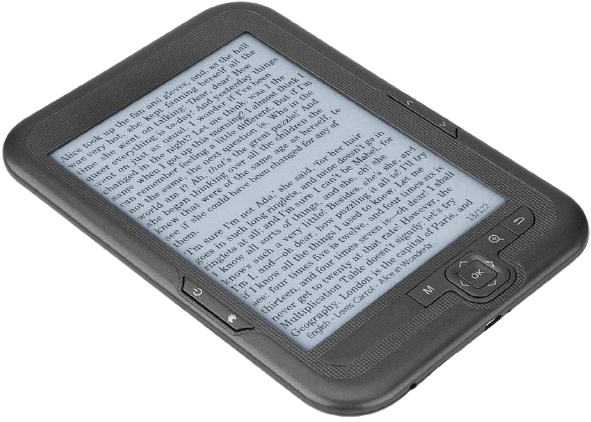 Alice took up the fan and gloves, and, as the hall
was very hot, she kept fanning herself all the
time she went on talking: 'Dear, dear! How
queer everything is today! And yesterday things
went on just as usual. I wonder if I've been
changed in the night? Let me think: was I the
same when I got up this morning? I almost think I
can remember feeling a little different. But if I'm
not the same, the next question is, Who in the
world am I? Ah, that's the great puzzle!' And
she began thinking over all the children she
knew that were of the same age as herself, to
see if she could have been changed for any of
them.
'I'm sure I'm not Ada,' she said, 'for her hair
goes in such long ringlets, and mine doesn't go in
ringlets at all; and I'm sure I can't be Mabel, for
I know all sorts of things, and she, oh! she
knows such a very little! Besides, she's she, and
I'm I, and—oh dear, how puzzling it all is! I'll try
if I know all the things I used to know. Let me
see: four times five is twelve, and four times six is
thirteen, and four times seven is—oh dear! I shall
never get to twenty at that rate! However, the
Multiplication Table doesn't signify: let's try
Geography. London is the capital of Paris, and
English - Lewis Carrol - Alice in Wonderla
13/122
M
OK